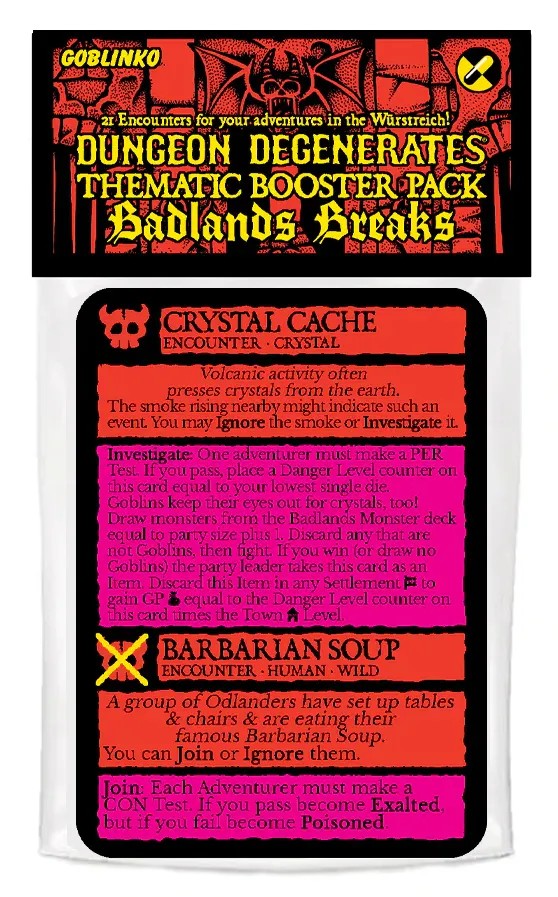 GOBLINKO
21 Encounters for your adventures in the Würstreich!
DUNGEON DEGENERATES
THEMATIC BOOSTER PACK
Badlands Breaks
CRYSTAL CACHE
ENCOUNTER · CRYSTAL
Volcanic activity often
presses crystals from the earth.
The smoke rising nearby might indicate such an
event. You may Ignore the smoke or Investigate it.
Investigate: One adventurer must make a PER
Test. If you pass, place a Danger Level counter on
this card equal to your lowest single die.
Goblins keep their eyes out for crystals, too!
Draw monsters from the Badlands Monster deck
equal to party size plus 1. Discard any that are
not Goblins, then fight. If you win (or draw no
Goblins) the party leader takes this card as an
Item. Discard this Item in any Settlement to
gain GP equal to the Danger Level counter on
this card times the Town Level.
BARBARIAN SOUP
ENCOUNTER · HUMAN · WILD
A group of Odlanders have set up tables
& chairs & are eating their
famous Barbarian Soup.
You can Join or Ignore them.
Join: Each Adventurer must make a
CON Test. If you pass become Exalted,
but if you fail become Poisoned.